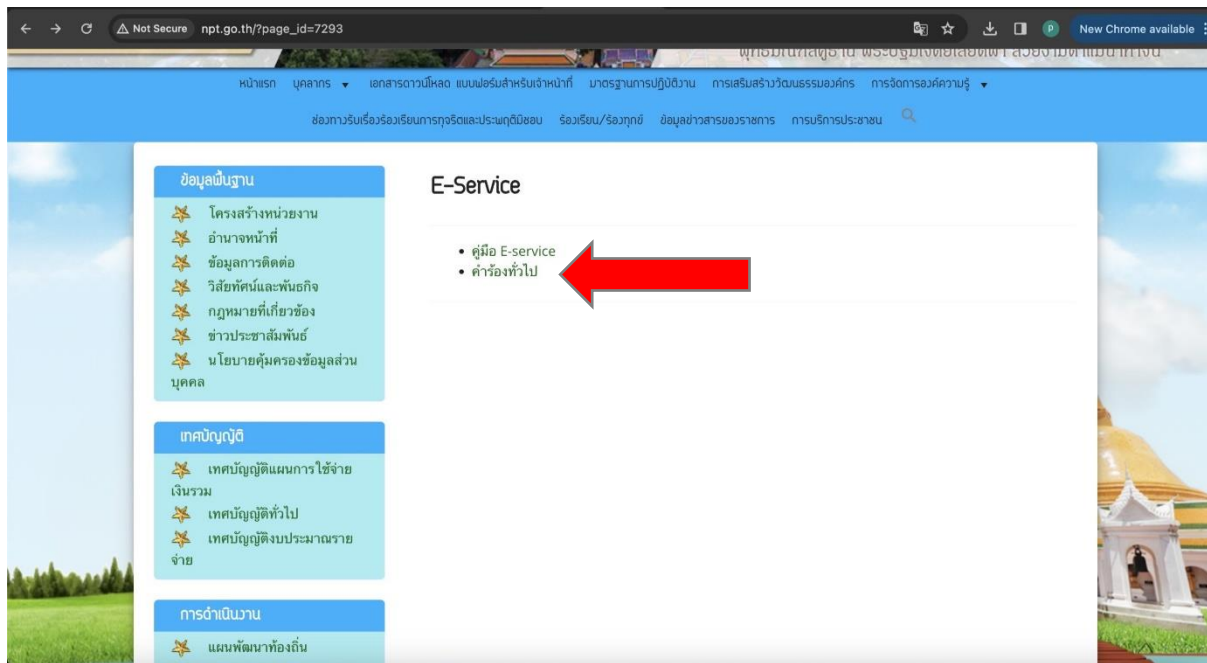 Not Secure npt.go.th/?page_id=7293 New Chrome available
หน้าแรก บุคลากร เอกสารดาวน์โหลด แบบฟอร์มสำหรับเจ้าหน้าที่ มาตรฐานการปฏิบัติงาน การเสริมสร้างวัฒนธรรมองค์กร การจัดการองค์ความรู้
ช่องทางรับเรื่องร้องเรียนการทุจริตและประพฤติมิชอบ ร้องเรียน/ร้องทุกข์ ข้อมูลข่าวสารของราชการ การบริการประชาชน
ข้อมูลพื้นฐาน
โครงสร้างหน่วยงาน
อำนาจหน้าที่
ข้อมูลการติดต่อ
วิสัยทัศน์และพันธกิจ
กฎหมายที่เกี่ยวข้อง
ข่าวประชาสัมพันธ์
นโยบายคุ้มครองข้อมูลส่วน
บุคคล
เทศบัญญัติ
เทศบัญญัติแผนการใช้จ่าย
เงินรวม
เทศบัญญัติทั่วไป
เทศบัญญัติงบประมาณราย
จ่าย
การดำเนินงาน
แผนพัฒนาท้องถิ่น
E-Service
คู่มือ E-service
คำร้องทั่วไป